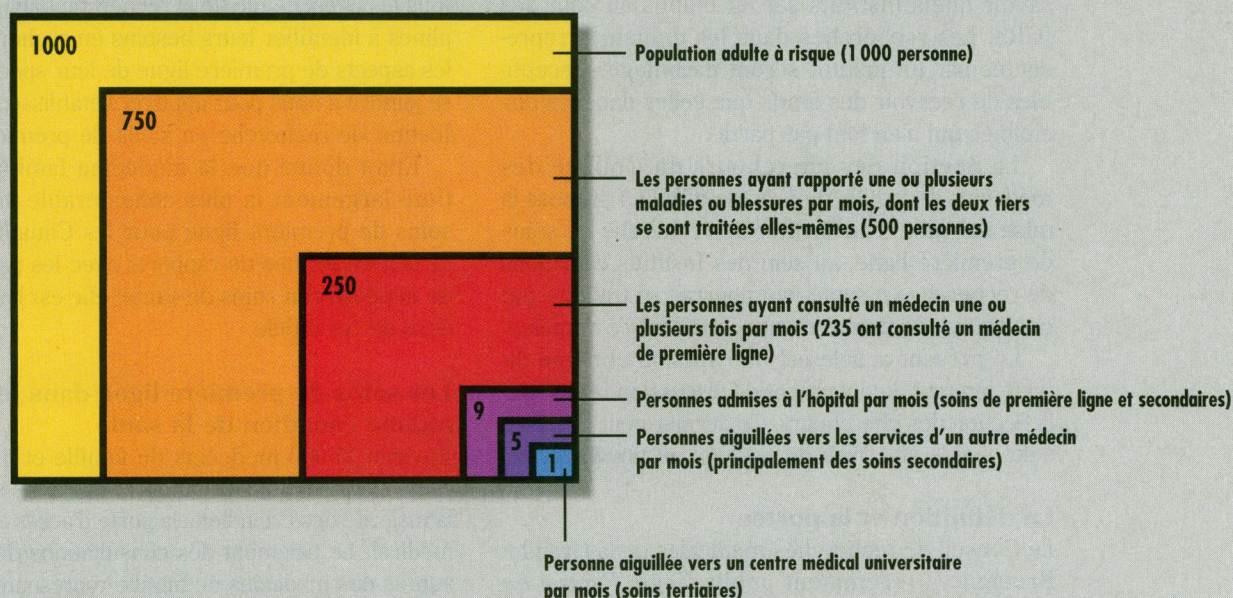 1000
Population adulte à risque (1 000 personne)
750
Les personnes ayant rapporté une ou plusieurs
maladies ou blessures par mois, dont les deux tiers
se sont traitées elles-mêmes (500 personnes)
250
Les personnes ayant consulté un médecin une ou
plusieurs fois par mois (235 ont consulté un médecin
de première ligne)
9
Personnes admises à l'hôpital par mois (soins de première ligne et secondaires)
5
Personnes aiguillées vers les services d'un autre médecin
par mois (principalement des soins secondaires)
1
Personne aiguillée vers un centre médical universitaire
par mois (soins tertiaires)